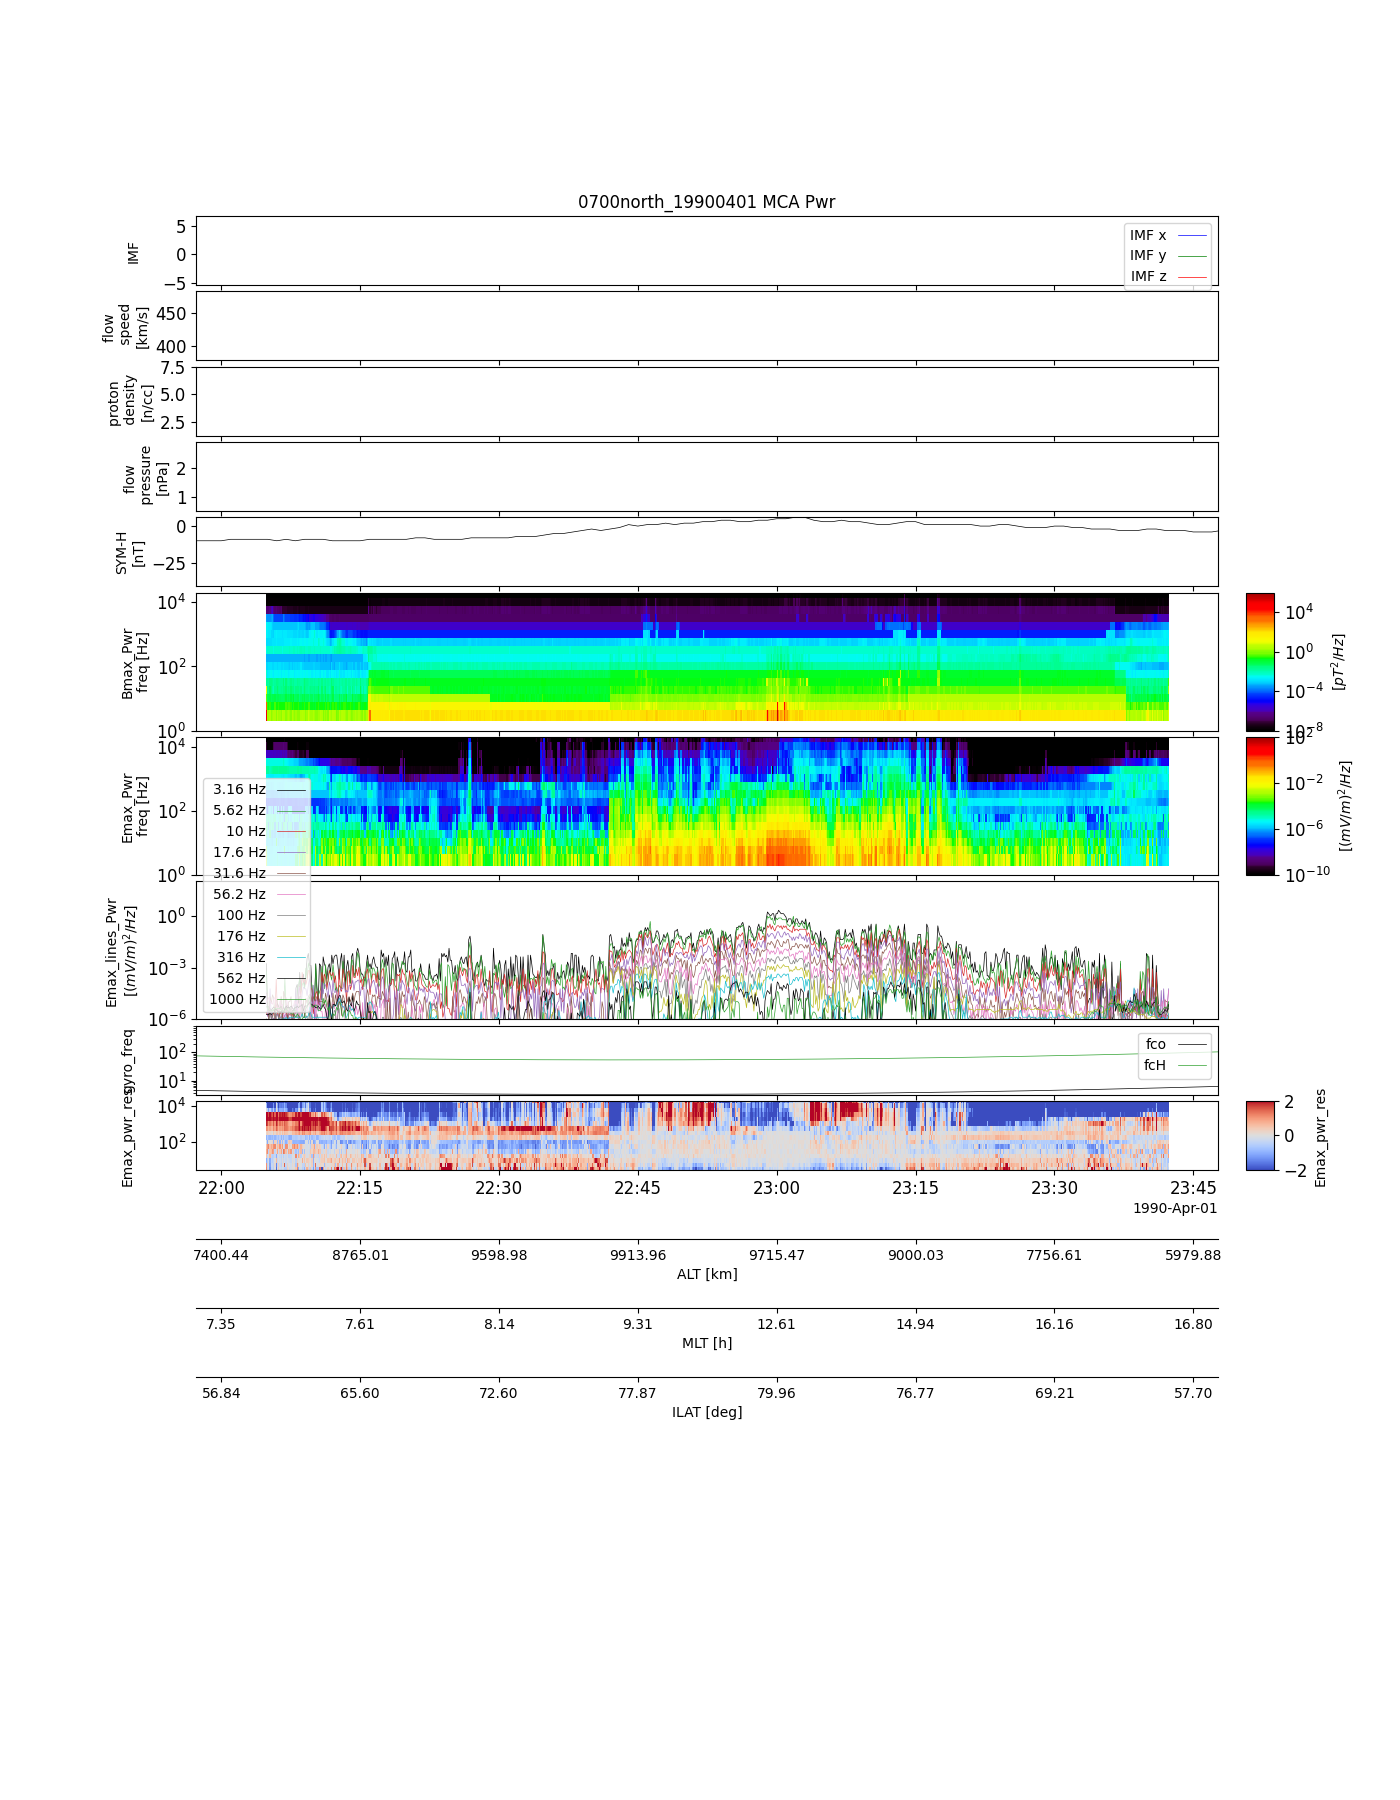 0700north_19900401 MCA Pwr
IMF
5
0
−5
IMF x
IMF y
IMF z
flow
speed
[km/s]
450
400
proton
density
[n/cc]
7.5
5.0
2.5
flow
pressure
[nPa]
2
1
SYM-H
[nT]
0
−25
Bmax_Pwr
freq [Hz]
10^4
10^2
10^0
10^4
10^0
10^-4
10^-8
[pT^2/Hz]
Emax_Pwr
freq [Hz]
10^4
10^2
10^0
10^2
10^-2
10^-6
10^-10
[(mV/m)^2/Hz]
3.16 Hz
5.62 Hz
10 Hz
17.6 Hz
31.6 Hz
56.2 Hz
100 Hz
176 Hz
316 Hz
562 Hz
1000 Hz
Emax_lines_Pwr
[(mV/m)^2/Hz]
10^0
10^-3
10^-6
gyro_freq
10^2
10^1
fco
fcH
Emax_pwr_res
10^4
10^2
2
0
−2
Emax_pwr_res
22:00 22:15 22:30 22:45 23:00 23:15 23:30 23:45
1990-Apr-01
7400.44 8765.01 9598.98 9913.96 9715.47 9000.03 7756.61 5979.88
ALT [km]
7.35 7.61 8.14 9.31 12.61 14.94 16.16 16.80
MLT [h]
56.84 65.60 72.60 77.87 79.96 76.77 69.21 57.70
ILAT [deg]